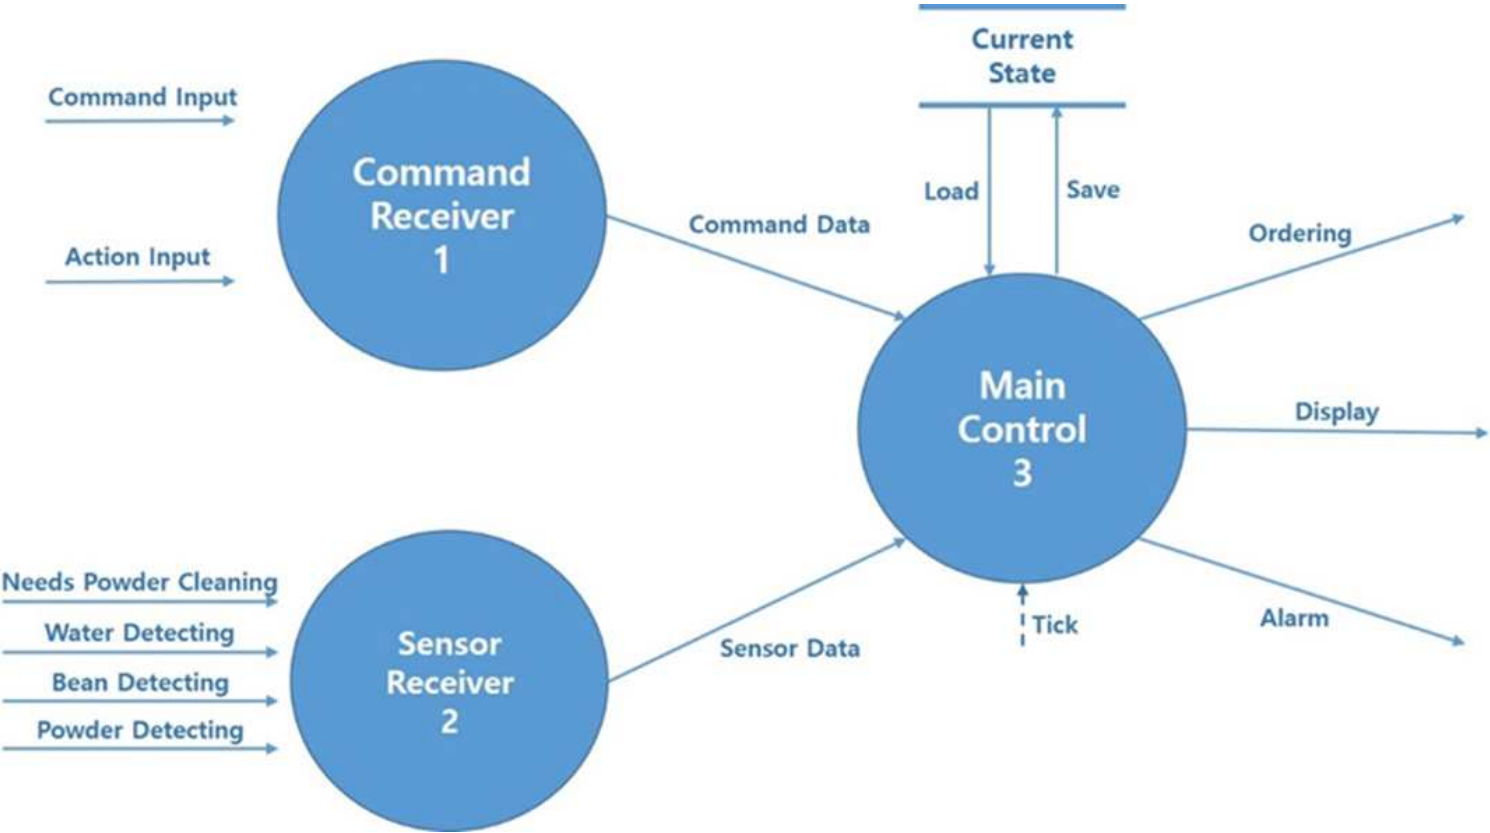 Current
State
Command Input
Command
Receiver
1
Action Input
Load
Save
Command Data
Ordering
Main
Control
3
Display
Needs Powder Cleaning
Water Detecting
Bean Detecting
Powder Detecting
Sensor
Receiver
2
Sensor Data
Tick
Alarm